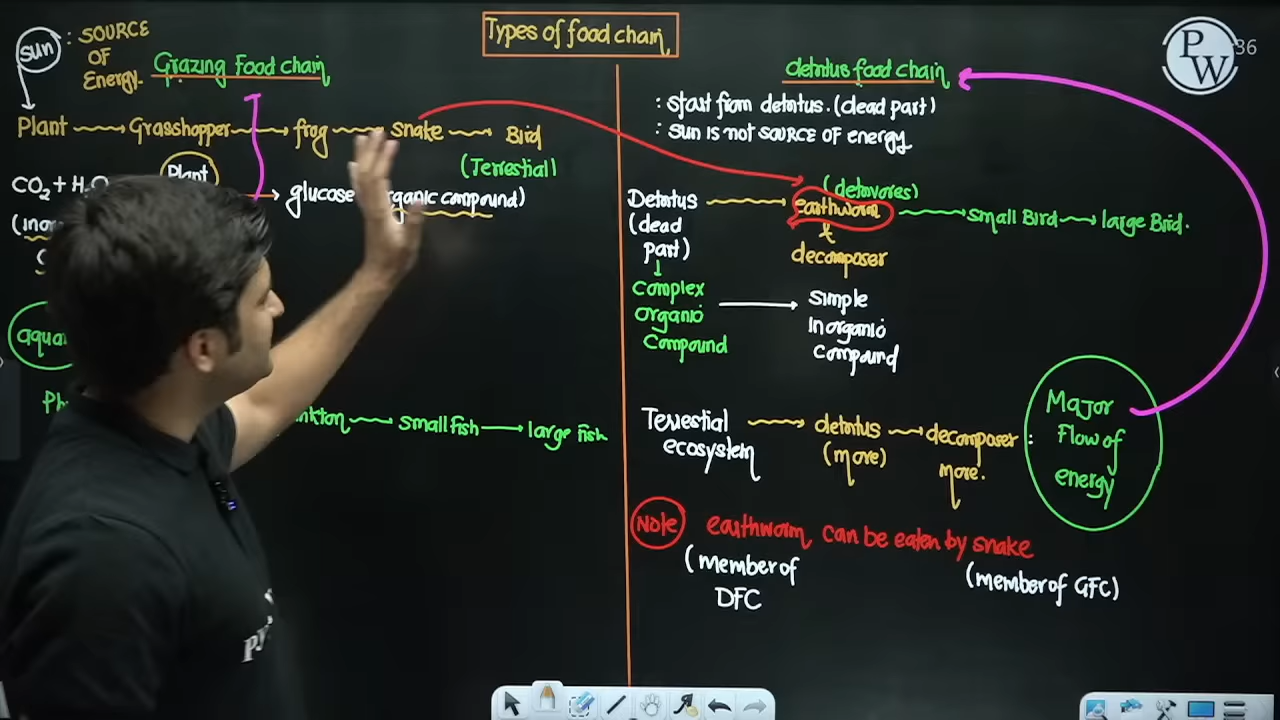 Types of food chain
Sun : SOURCE
OF
Energy.
Grazing Food chain
Plant Grasshopper frog snake Bird
(Terrestial)
Plant
CO2 + H2O glucose organic compound)
small fish large fish
detritus food chain
: start from detritus. (dead part)
: sun is not source of energy
(detrivores)
Detritus earthworm small Bird large Bird.
(dead
part)
decomposer
Complex
organic
Compound
simple
inorganic
compound
Terrestial
ecosystem
detritus
(more)
decomposer :
more.
Major
Flow of
energy
Note earthworm can be eaten by snake
(member of
DFC
(member of GFC)
PW
36